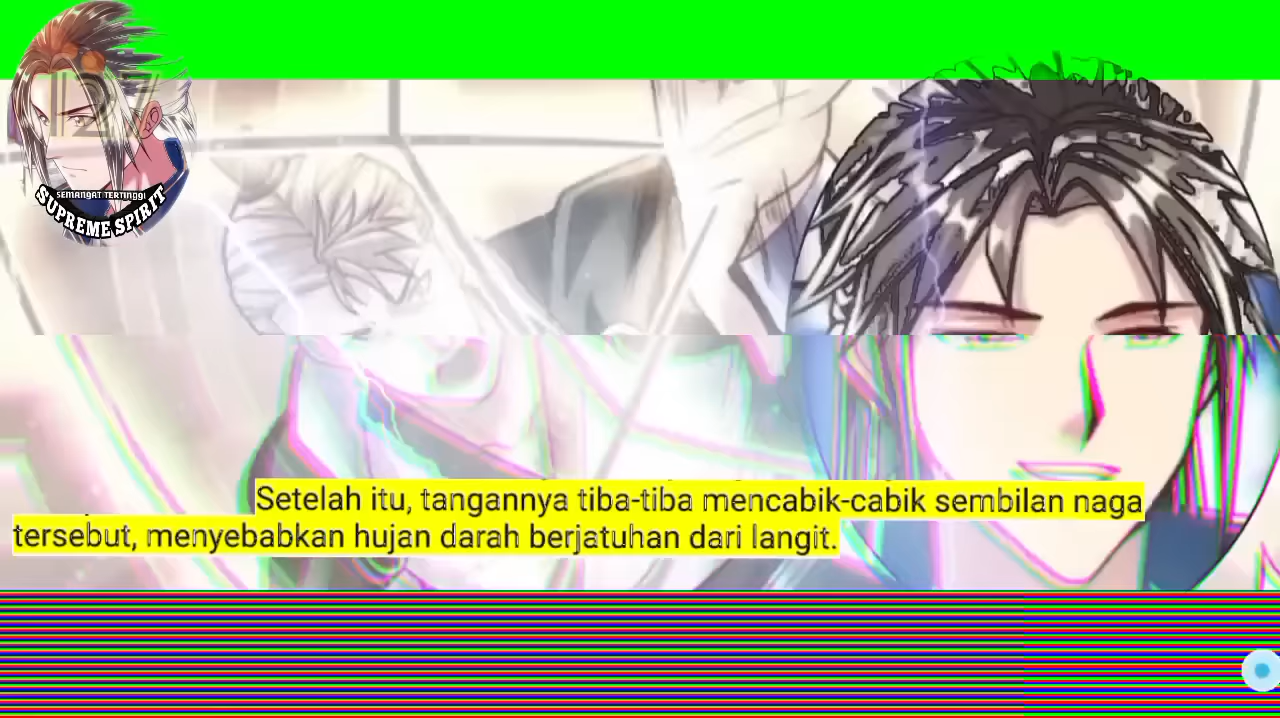 127
SEMANGAT TERTINGGI
SUPREME SPIRIT
Setelah itu, tangannya tiba-tiba mencabik-cabik sembilan naga
tersebut, menyebabkan hujan darah berjatuhan dari langit.